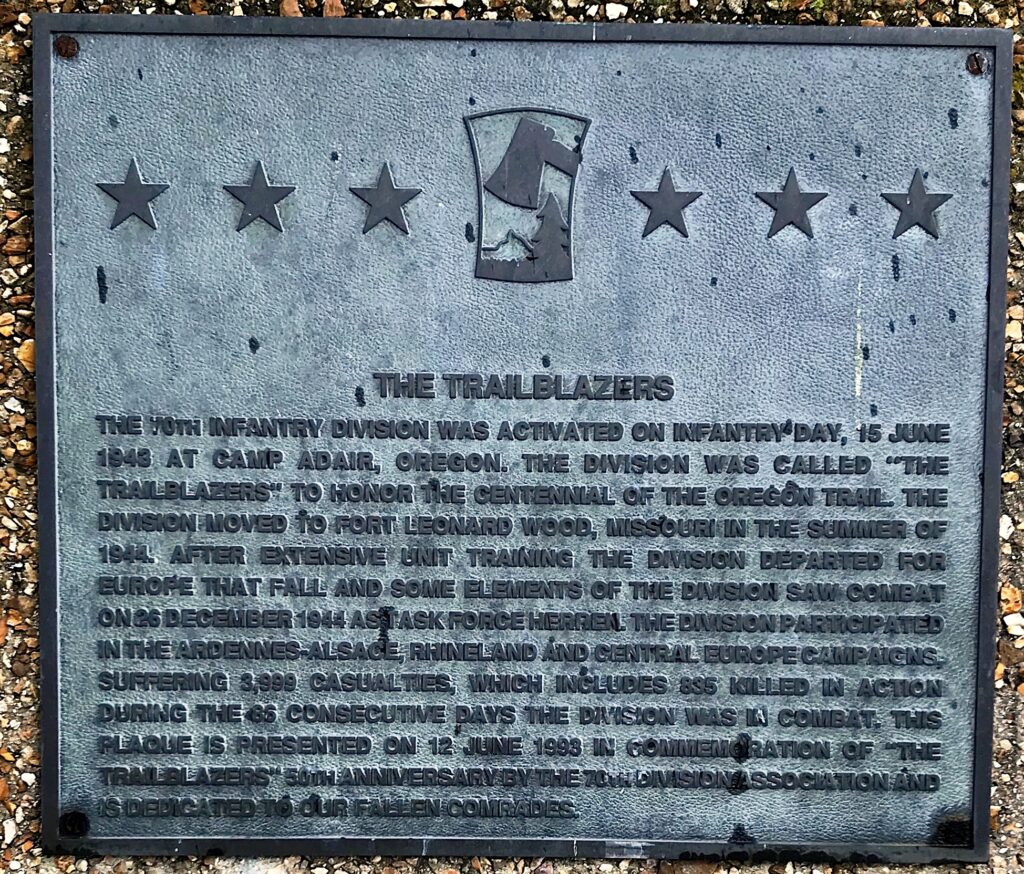 THE TRAILBLAZERS
THE 70TH INFANTRY DIVISION WAS ACTIVATED ON INFANTRY DAY, 15 JUNE
1943 AT CAMP ADAIR, OREGON. THE DIVISION WAS CALLED "THE
TRAILBLAZERS" TO HONOR THE CENTENNIAL OF THE OREGON TRAIL. THE
DIVISION MOVED TO FORT LEONARD WOOD, MISSOURI IN THE SUMMER OF
1944. AFTER EXTENSIVE UNIT TRAINING THE DIVISION DEPARTED FOR
EUROPE THAT FALL AND SOME ELEMENTS OF THE DIVISION SAW COMBAT
ON 26 DECEMBER 1944 AS TASK FORCE HERREN. THE DIVISION PARTICIPATED
IN THE ARDENNES-ALSACE, RHINELAND AND CENTRAL EUROPE CAMPAIGNS.
SUFFERING 3,999 CASUALTIES, WHICH INCLUDES 835 KILLED IN ACTION
DURING THE CONSECUTIVE DAYS THE DIVISION WAS IN COMBAT. THIS
PLAQUE IS PRESENTED ON 12 JUNE 1993 IN COMMEMORATION OF "THE
TRAILBLAZERS" 50TH ANNIVERSARY BY THE 70TH DIVISION ASSOCIATION AND
IS DEDICATED TO OUR FALLEN COMRADES.